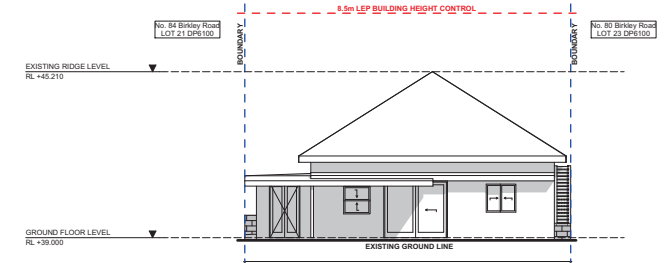 8.5m LEP BUILDING HEIGHT CONTROL
No. 84 Birkley Road
LOT 21 DP6100
BOUNDARY
BOUNDARY
No. 80 Birkley Road
LOT 23 DP6100
EXISTING RIDGE LEVEL
RL +45.210
GROUND FLOOR LEVEL
RL +39.000
EXISTING GROUND LINE